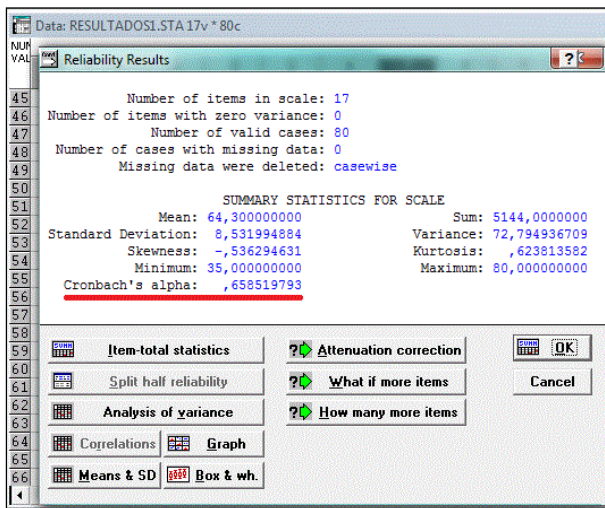 Data: RESULTADOS1.STA 17v * 80c
NUM
VAL
Reliability Results
?
Number of items in scale: 17
Number of items with zero variance: 0
Number of valid cases: 80
Number of cases with missing data: 0
Missing data were deleted: casewise
SUMMARY STATISTICS FOR SCALE
Mean: 64,300000000 Sum: 5144,0000000
Standard Deviation: 8,531994884 Variance: 72,794936709
Skewness: -,536294631 Kurtosis: ,623813582
Minimum: 35,000000000 Maximum: 80,000000000
Cronbach's alpha: ,658519793
45
46
47
48
49
50
51
52
53
54
55
56
57
58
59
60
61
62
63
64
65
66
Item-total statistics ? Attenuation correction OK
Split half reliability ? What if more items Cancel
Analysis of variance ? How many more items
Correlations Graph
Means & SD Box & wh.